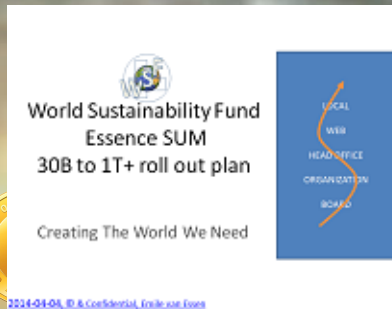 World Sustainability Fund
Essence SUM
30B to 1T+ roll out plan
Creating The World We Need
LOCAL
WEB
HEAD OFFICE
ORGANIZATION
BOARD
2014-04-04, © & Confidential, Emile van Essen